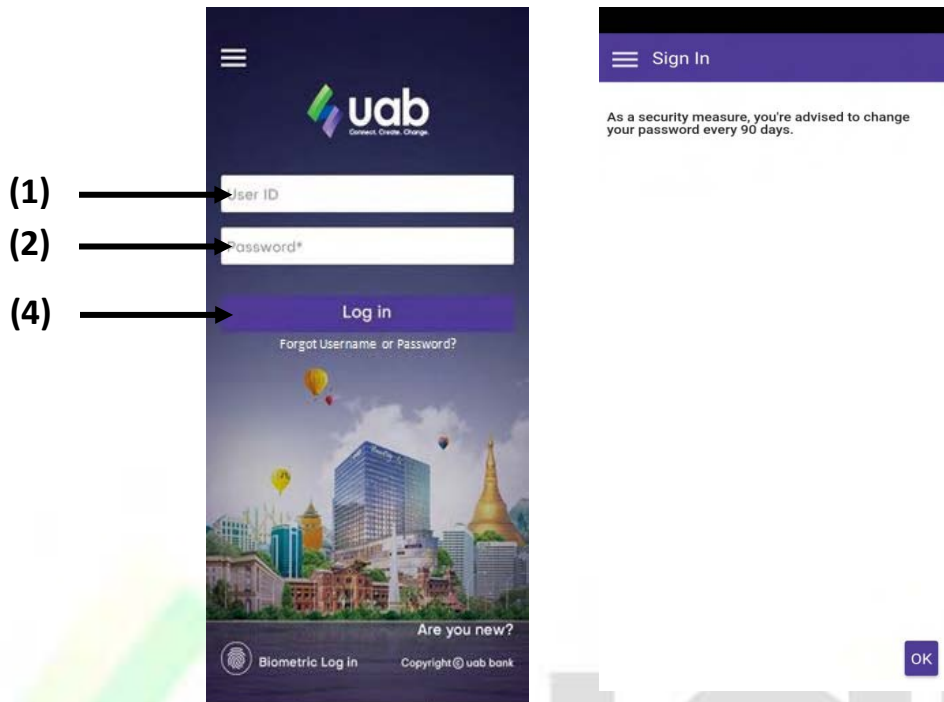 uab
Connect. Create. Change.
(1)
User ID
(2)
Password*
(4)
Log in
Forgot Username or Password?
Are you new?
Biometric Log in
Copyright © uab bank
Sign In
As a security measure, you're advised to change
your password every 90 days.
OK